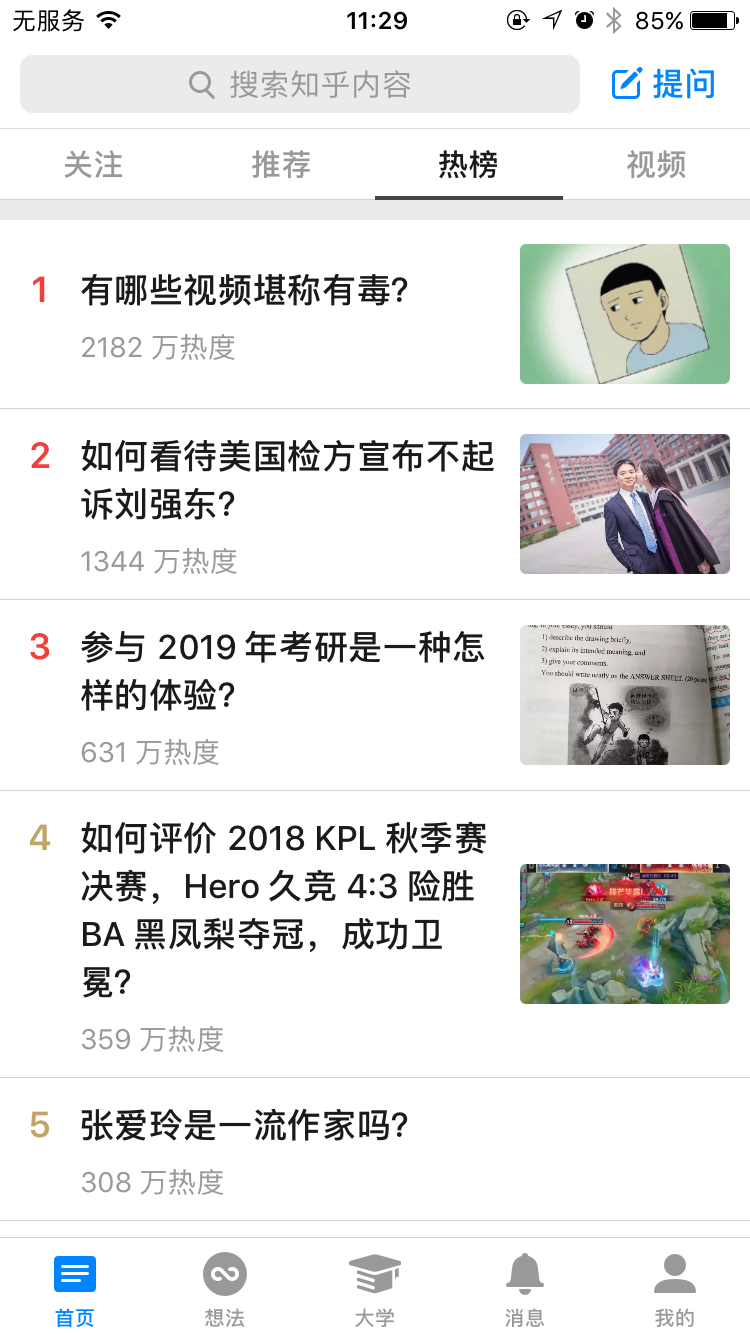 无服务 11:29 85%
搜索知乎内容 提问
关注 推荐 热榜 视频
1 有哪些视频堪称有毒?
2182 万热度
2 如何看待美国检方宣布不起
诉刘强东?
1344 万热度
3 参与 2019 年考研是一种怎
样的体验?
631 万热度
1) describe the drawing briefly,
2) explain its intended meaning, and
3) give your comments.
You should write neatly on the ANSWER SHEET. (20
4 如何评价 2018 KPL 秋季赛
决赛，Hero 久竞 4:3 险胜
BA 黑凤梨夺冠，成功卫
冕?
359 万热度
5 张爱玲是一流作家吗?
308 万热度
首页 想法 大学 消息 我的